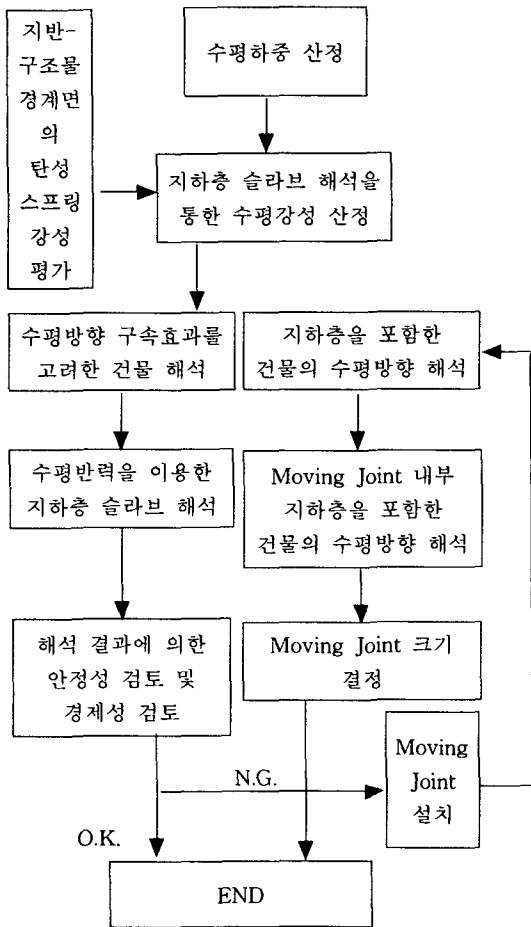 지반-
구조물
경계면
의
탄성
스프링
강성
평가
수평하중 산정
지하층 슬라브 해석을
통한 수평강성 산정
수평방향 구속효과를
고려한 건물 해석
지하층을 포함한
건물의 수평방향 해석
수평반력을 이용한
지하층 슬라브 해석
Moving Joint 내부
지하층을 포함한
건물의 수평방향 해석
해석 결과에 의한
안정성 검토 및
경제성 검토
Moving Joint 크기
결정
Moving
Joint
설치
N.G.
O.K.
END